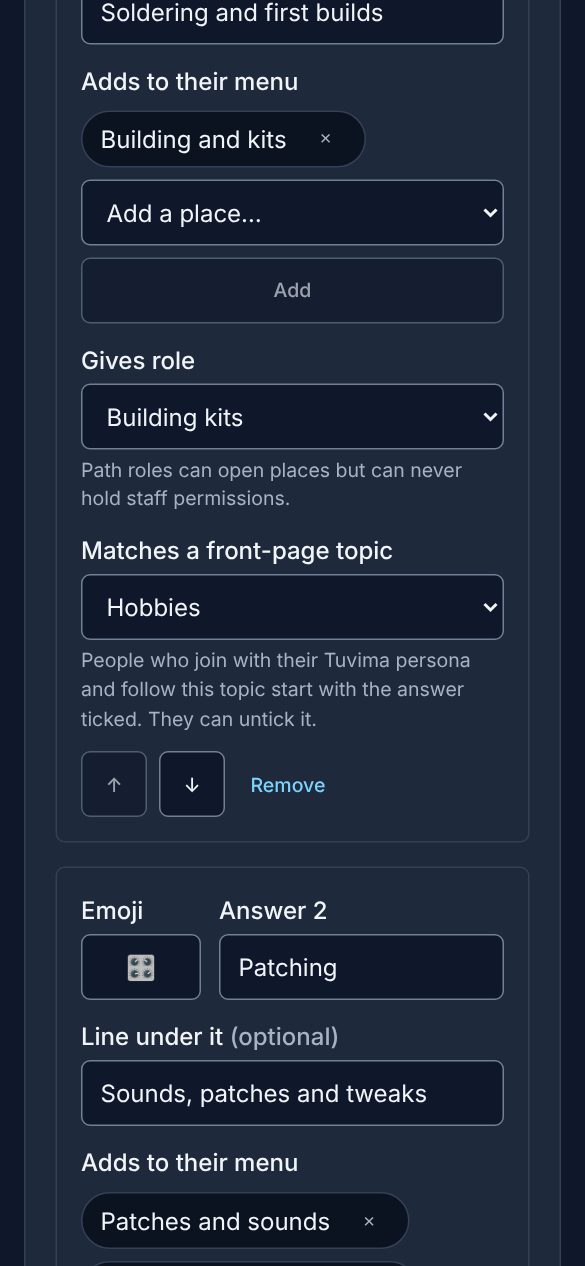 Soldering and first builds
Adds to their menu
Building and kits ×
Add a place...
Add
Gives role
Building kits
Path roles can open places but can never
hold staff permissions.
Matches a front-page topic
Hobbies
People who join with their Tuvima persona
and follow this topic start with the answer
ticked. They can untick it.
↑ ↓ Remove
Emoji Answer 2
Patching
Line under it (optional)
Sounds, patches and tweaks
Adds to their menu
Patches and sounds ×